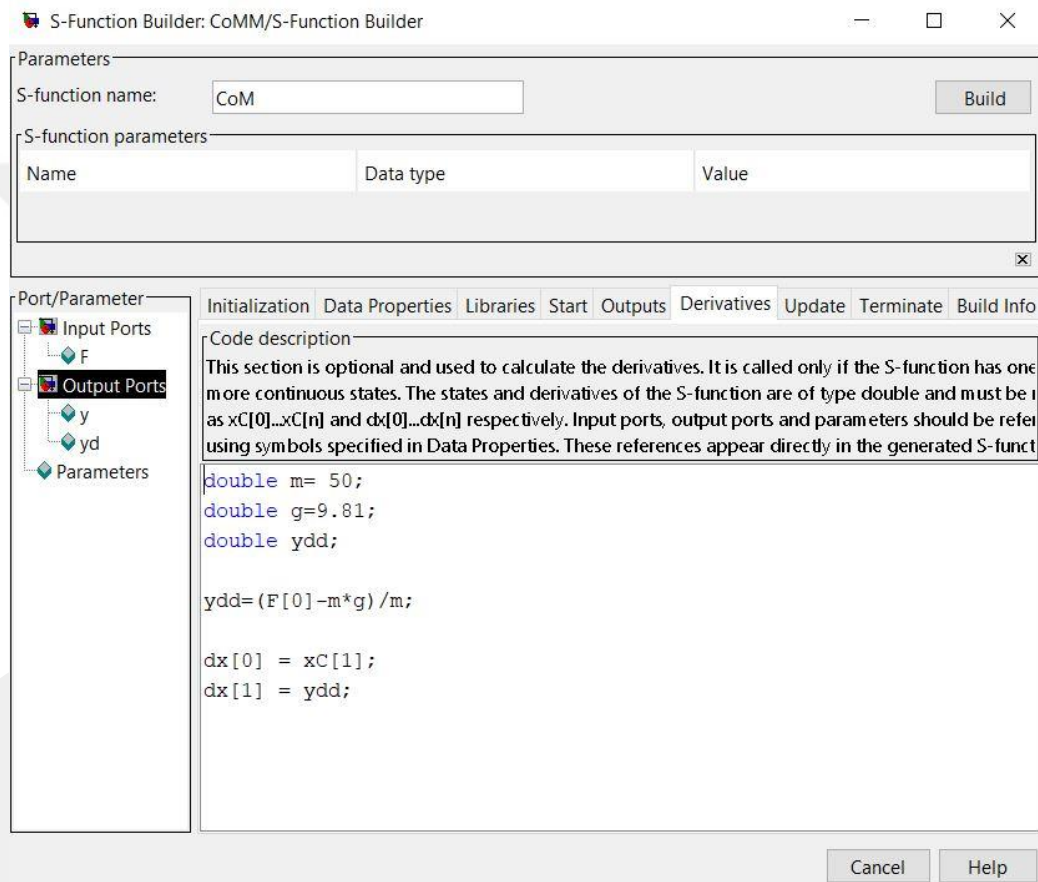 S-Function Builder: CoMM/S-Function Builder
Parameters
S-function name:
CoM
Build
S-function parameters
Name
Data type
Value
Port/Parameter
Input Ports
F
Output Ports
y
yd
Parameters
Initialization Data Properties Libraries Start Outputs Derivatives Update Terminate Build Info
Code description
This section is optional and used to calculate the derivatives. It is called only if the S-function has one
more continuous states. The states and derivatives of the S-function are of type double and must be
as xC[0]...xC[n] and dx[0]...dx[n] respectively. Input ports, output ports and parameters should be
using symbols specified in Data Properties. These references appear directly in the generated
double m= 50;
double g=9.81;
double ydd;
ydd=(F[0]-m*g)/m;
dx[0] = xC[1];
dx[1] = ydd;
Cancel
Help